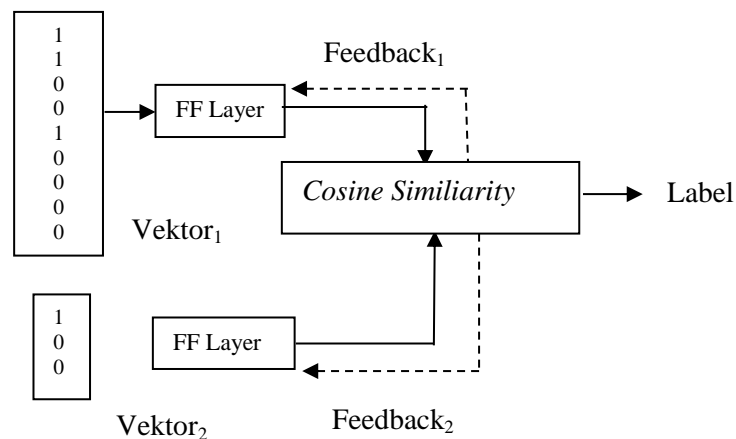 1
1
0
0
1
0
0
0
0
Vektor₁
FF Layer
Feedback₁
Cosine Similiarity
Label
1
0
0
Vektor₂
FF Layer
Feedback₂